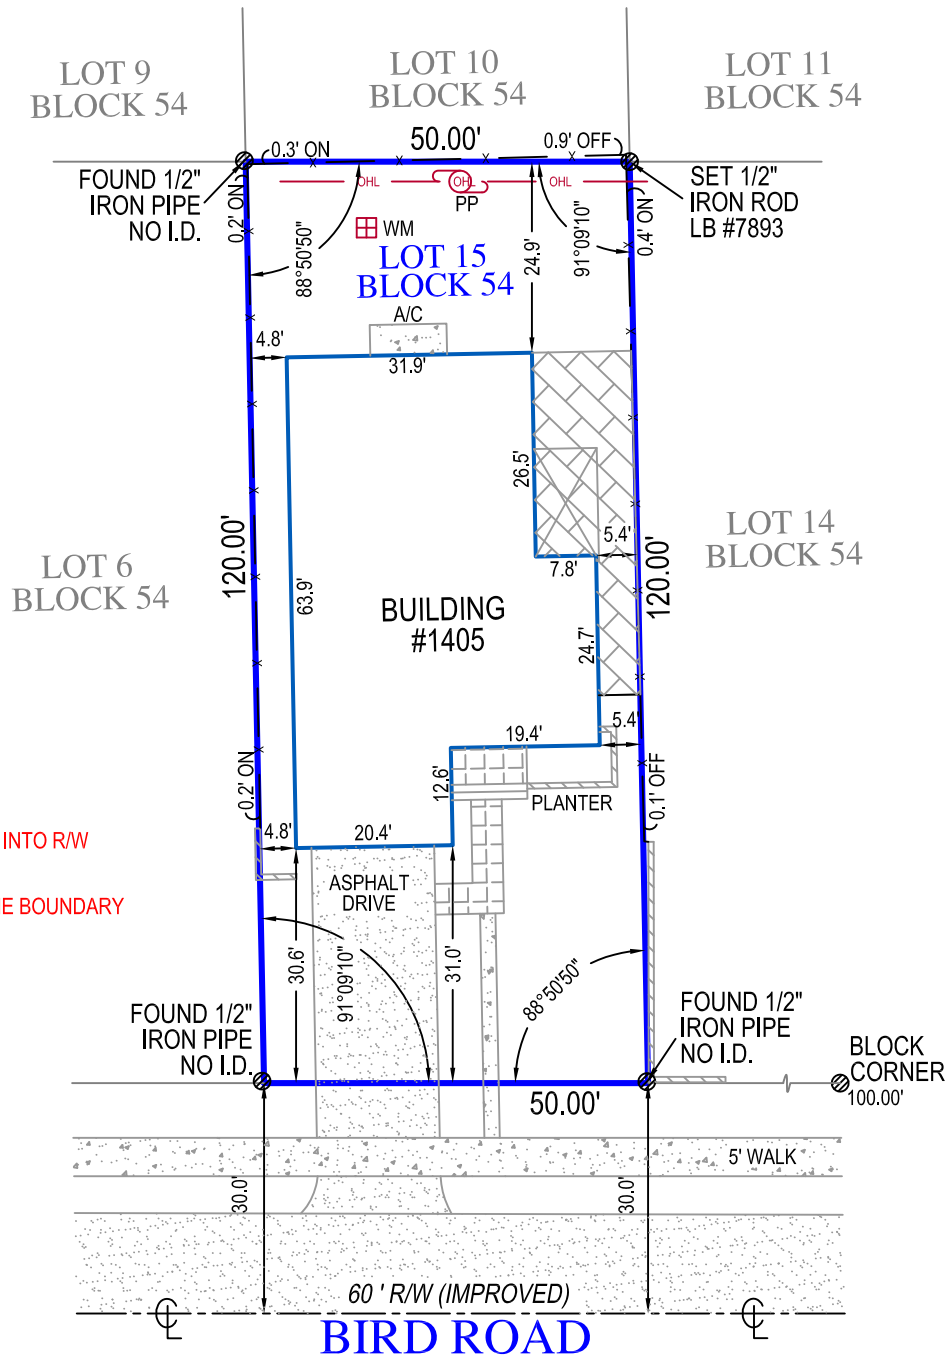 LOT 9
BLOCK 54
LOT 10
BLOCK 54
LOT 11
BLOCK 54
0.3' ON
50.00'
0.9' OFF
FOUND 1/2"
IRON PIPE
NO I.D.
0.2' ON
OHL
OHL
OHL
PP
WM
SET 1/2"
IRON ROD
LB #7893
0.4' ON
88°50'50"
LOT 15
BLOCK 54
24.9'
91°09'10"
A/C
4.8'
31.9'
26.5'
LOT 6
BLOCK 54
120.00'
63.9'
BUILDING
#1405
7.8'
5.4'
120.00'
LOT 14
BLOCK 54
24.7'
19.4'
5.4'
12.6'
0.2' ON
PLANTER
0.1' OFF
INTO R/W
4.8'
20.4'
E BOUNDARY
ASPHALT
DRIVE
30.6'
91°09'10"
31.0'
88°50'50"
FOUND 1/2"
IRON PIPE
NO I.D.
FOUND 1/2"
IRON PIPE
NO I.D.
BLOCK
CORNER
100.00'
50.00'
5' WALK
30.0'
30.0'
60 ' R/W (IMPROVED)
BIRD ROAD